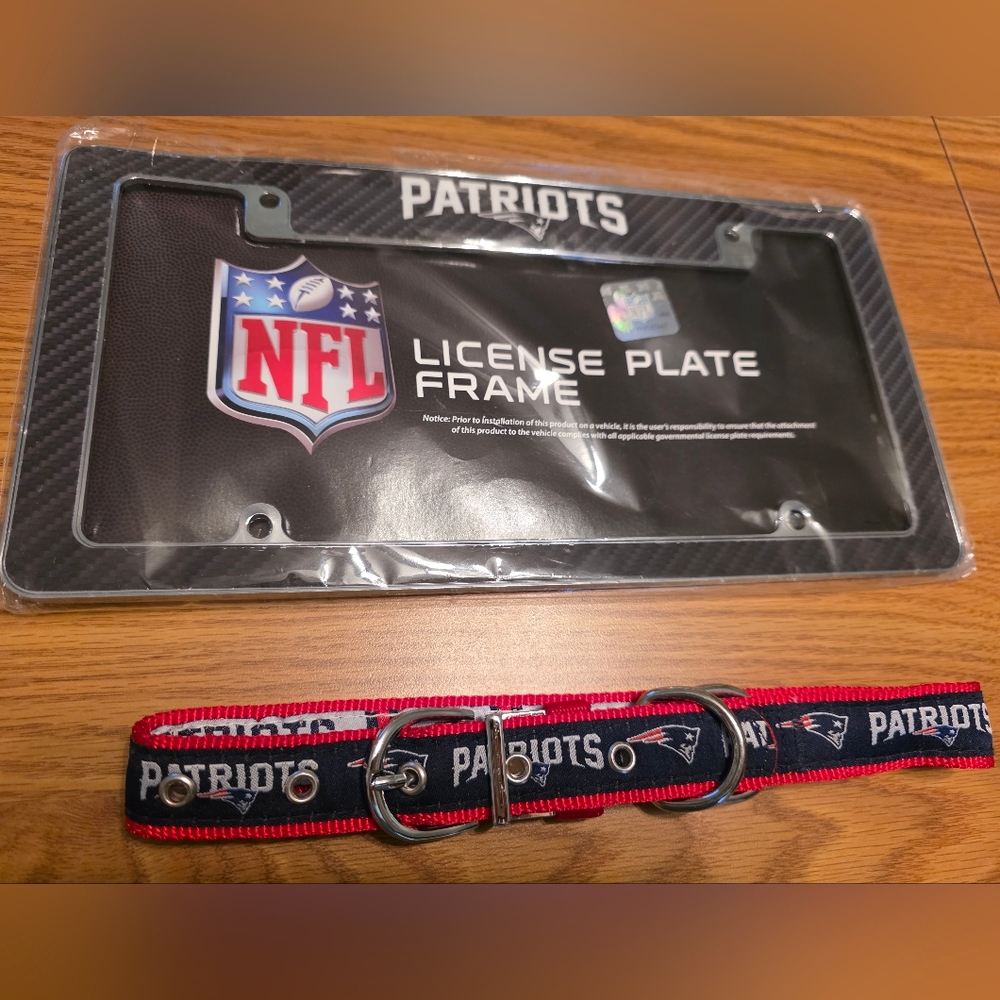 PATRIOTS
NFL
LICENSE PLATE
FRAME
Notice: Prior to installation of this product on a vehicle, it is the user's responsibility to ensure that the attachment
of this product to the vehicle complies with all applicable governmental license plate requirements.
PATRIOTS
PATRIOTS PATRIOTS PAT PATRIOTS